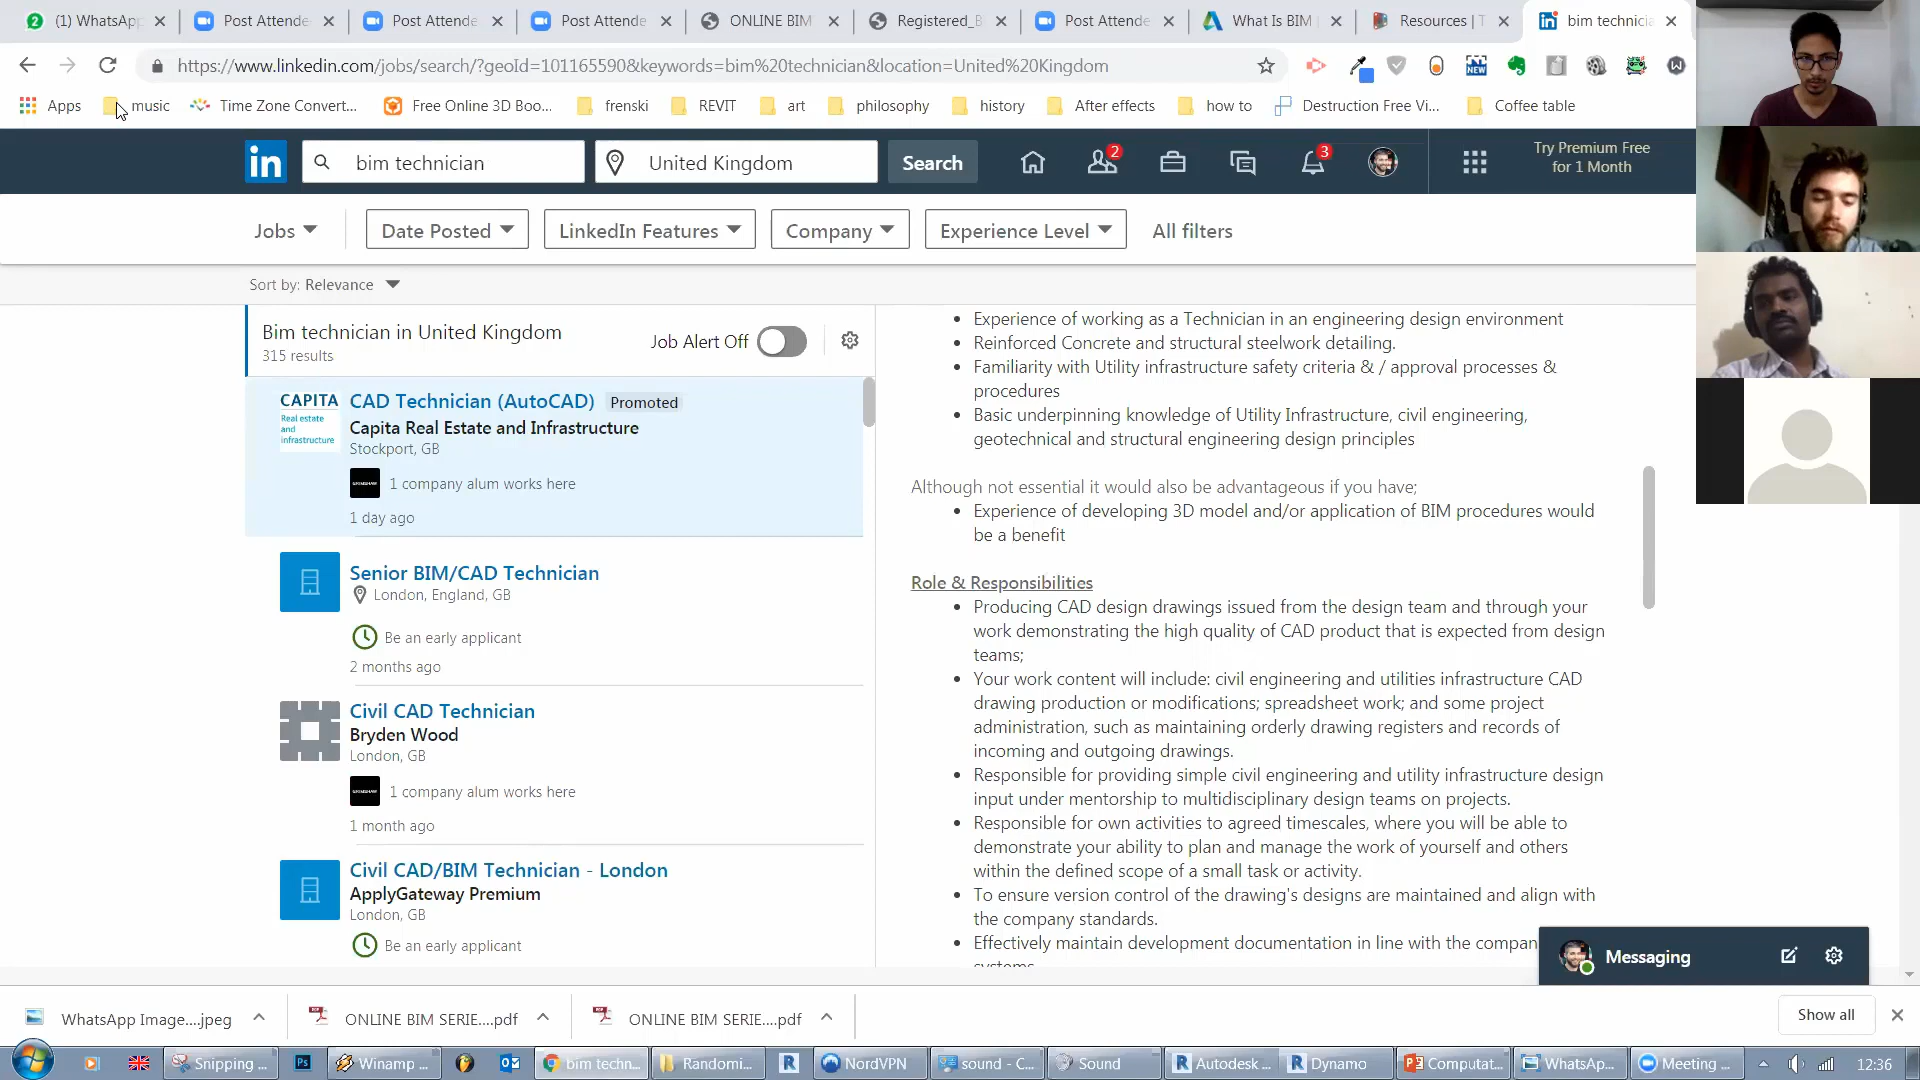 (1) WhatsApp
Post Attende
Post Attende
Post Attende
ONLINE BIM
Registered_B
Post Attende
What Is BIM |
Resources | T
bim technicia
https://www.linkedin.com/jobs/search/?geoId=101165590&keywords=bim%20technician&location=United%20Kingdom
Apps
music
Time Zone Convert...
Free Online 3D Boo...
frenski
REVIT
art
philosophy
history
After effects
how to
Destruction Free Vi...
Coffee table
in
bim technician
United Kingdom
Search
2
3
Try Premium Free
for 1 Month
Jobs
Date Posted
LinkedIn Features
Company
Experience Level
All filters
Sort by: Relevance
Bim technician in United Kingdom
315 results
Job Alert Off
CAPITA
Real estate
and
infrastructure
CAD Technician (AutoCAD) Promoted
Capita Real Estate and Infrastructure
Stockport, GB
1 company alum works here
1 day ago
Senior BIM/CAD Technician
London, England, GB
Be an early applicant
2 months ago
Civil CAD Technician
Bryden Wood
London, GB
1 company alum works here
1 month ago
Civil CAD/BIM Technician - London
ApplyGateway Premium
London, GB
Be an early applicant
Experience of working as a Technician in an engineering design environment
Reinforced Concrete and structural steelwork detailing.
Familiarity with Utility infrastructure safety criteria & / approval processes &
procedures
Basic underpinning knowledge of Utility Infrastructure, civil engineering,
geotechnical and structural engineering design principles
Although not essential it would also be advantageous if you have;
Experience of developing 3D model and/or application of BIM procedures would
be a benefit
Role & Responsibilities
Producing CAD design drawings issued from the design team and through your
work demonstrating the high quality of CAD product that is expected from design
teams;
Your work content will include: civil engineering and utilities infrastructure CAD
drawing production or modifications; spreadsheet work; and some project
administration, such as maintaining orderly drawing registers and records of
incoming and outgoing drawings.
Responsible for providing simple civil engineering and utility infrastructure design
input under mentorship to multidisciplinary design teams on projects.
Responsible for own activities to agreed timescales, where you will be able to
demonstrate your ability to plan and manage the work of yourself and others
within the defined scope of a small task or activity.
To ensure version control of the drawing's designs are maintained and align with
the company standards.
Effectively maintain development documentation in line with the compan
systems
Messaging
WhatsApp Image....jpeg
ONLINE BIM SERIE....pdf
ONLINE BIM SERIE....pdf
Show all
Snipping ...
Ps
Winamp ...
bim techn...
Randomi...
R
NordVPN
sound - C...
Sound
Autodesk ...
Dynamo
Computat...
WhatsAp...
Meeting ...
12:36